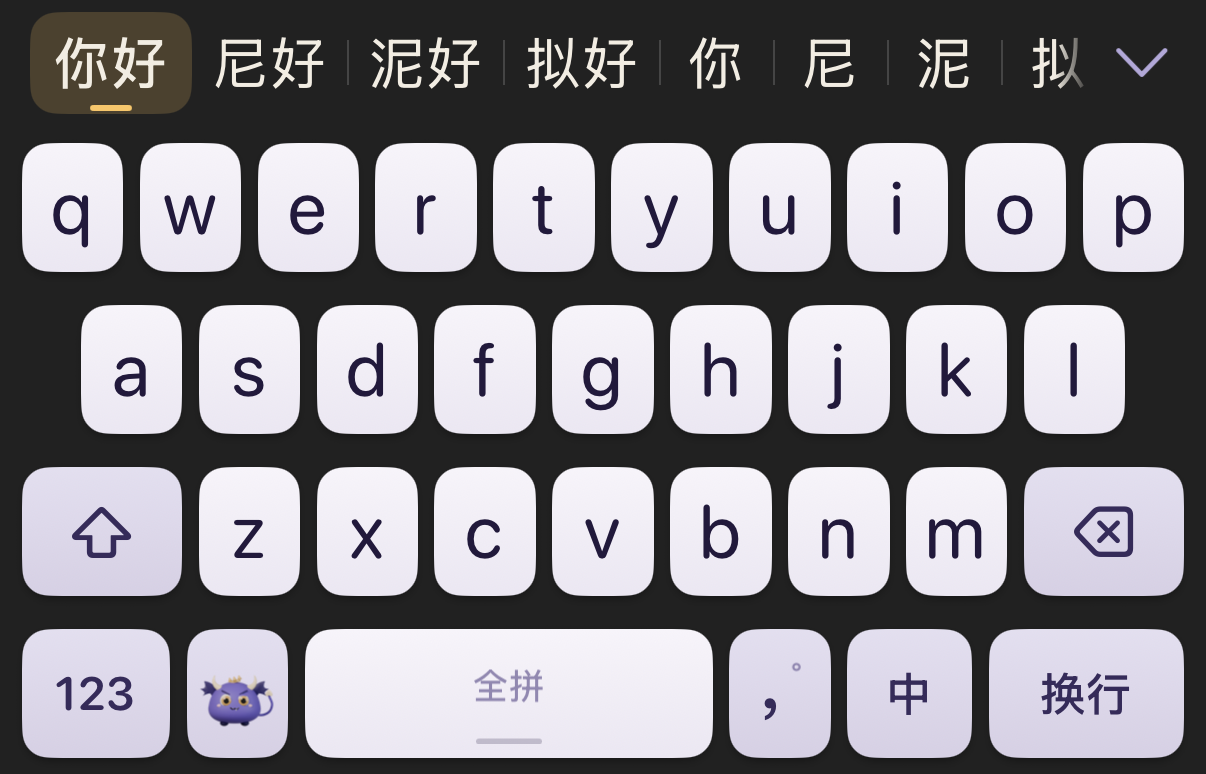 你好 尼好 泥好 拟好 你 尼 泥 拟
q w e r t y u i o p
a s d f g h j k l
z x c v b n m
123 全拼 ，。 中 换行